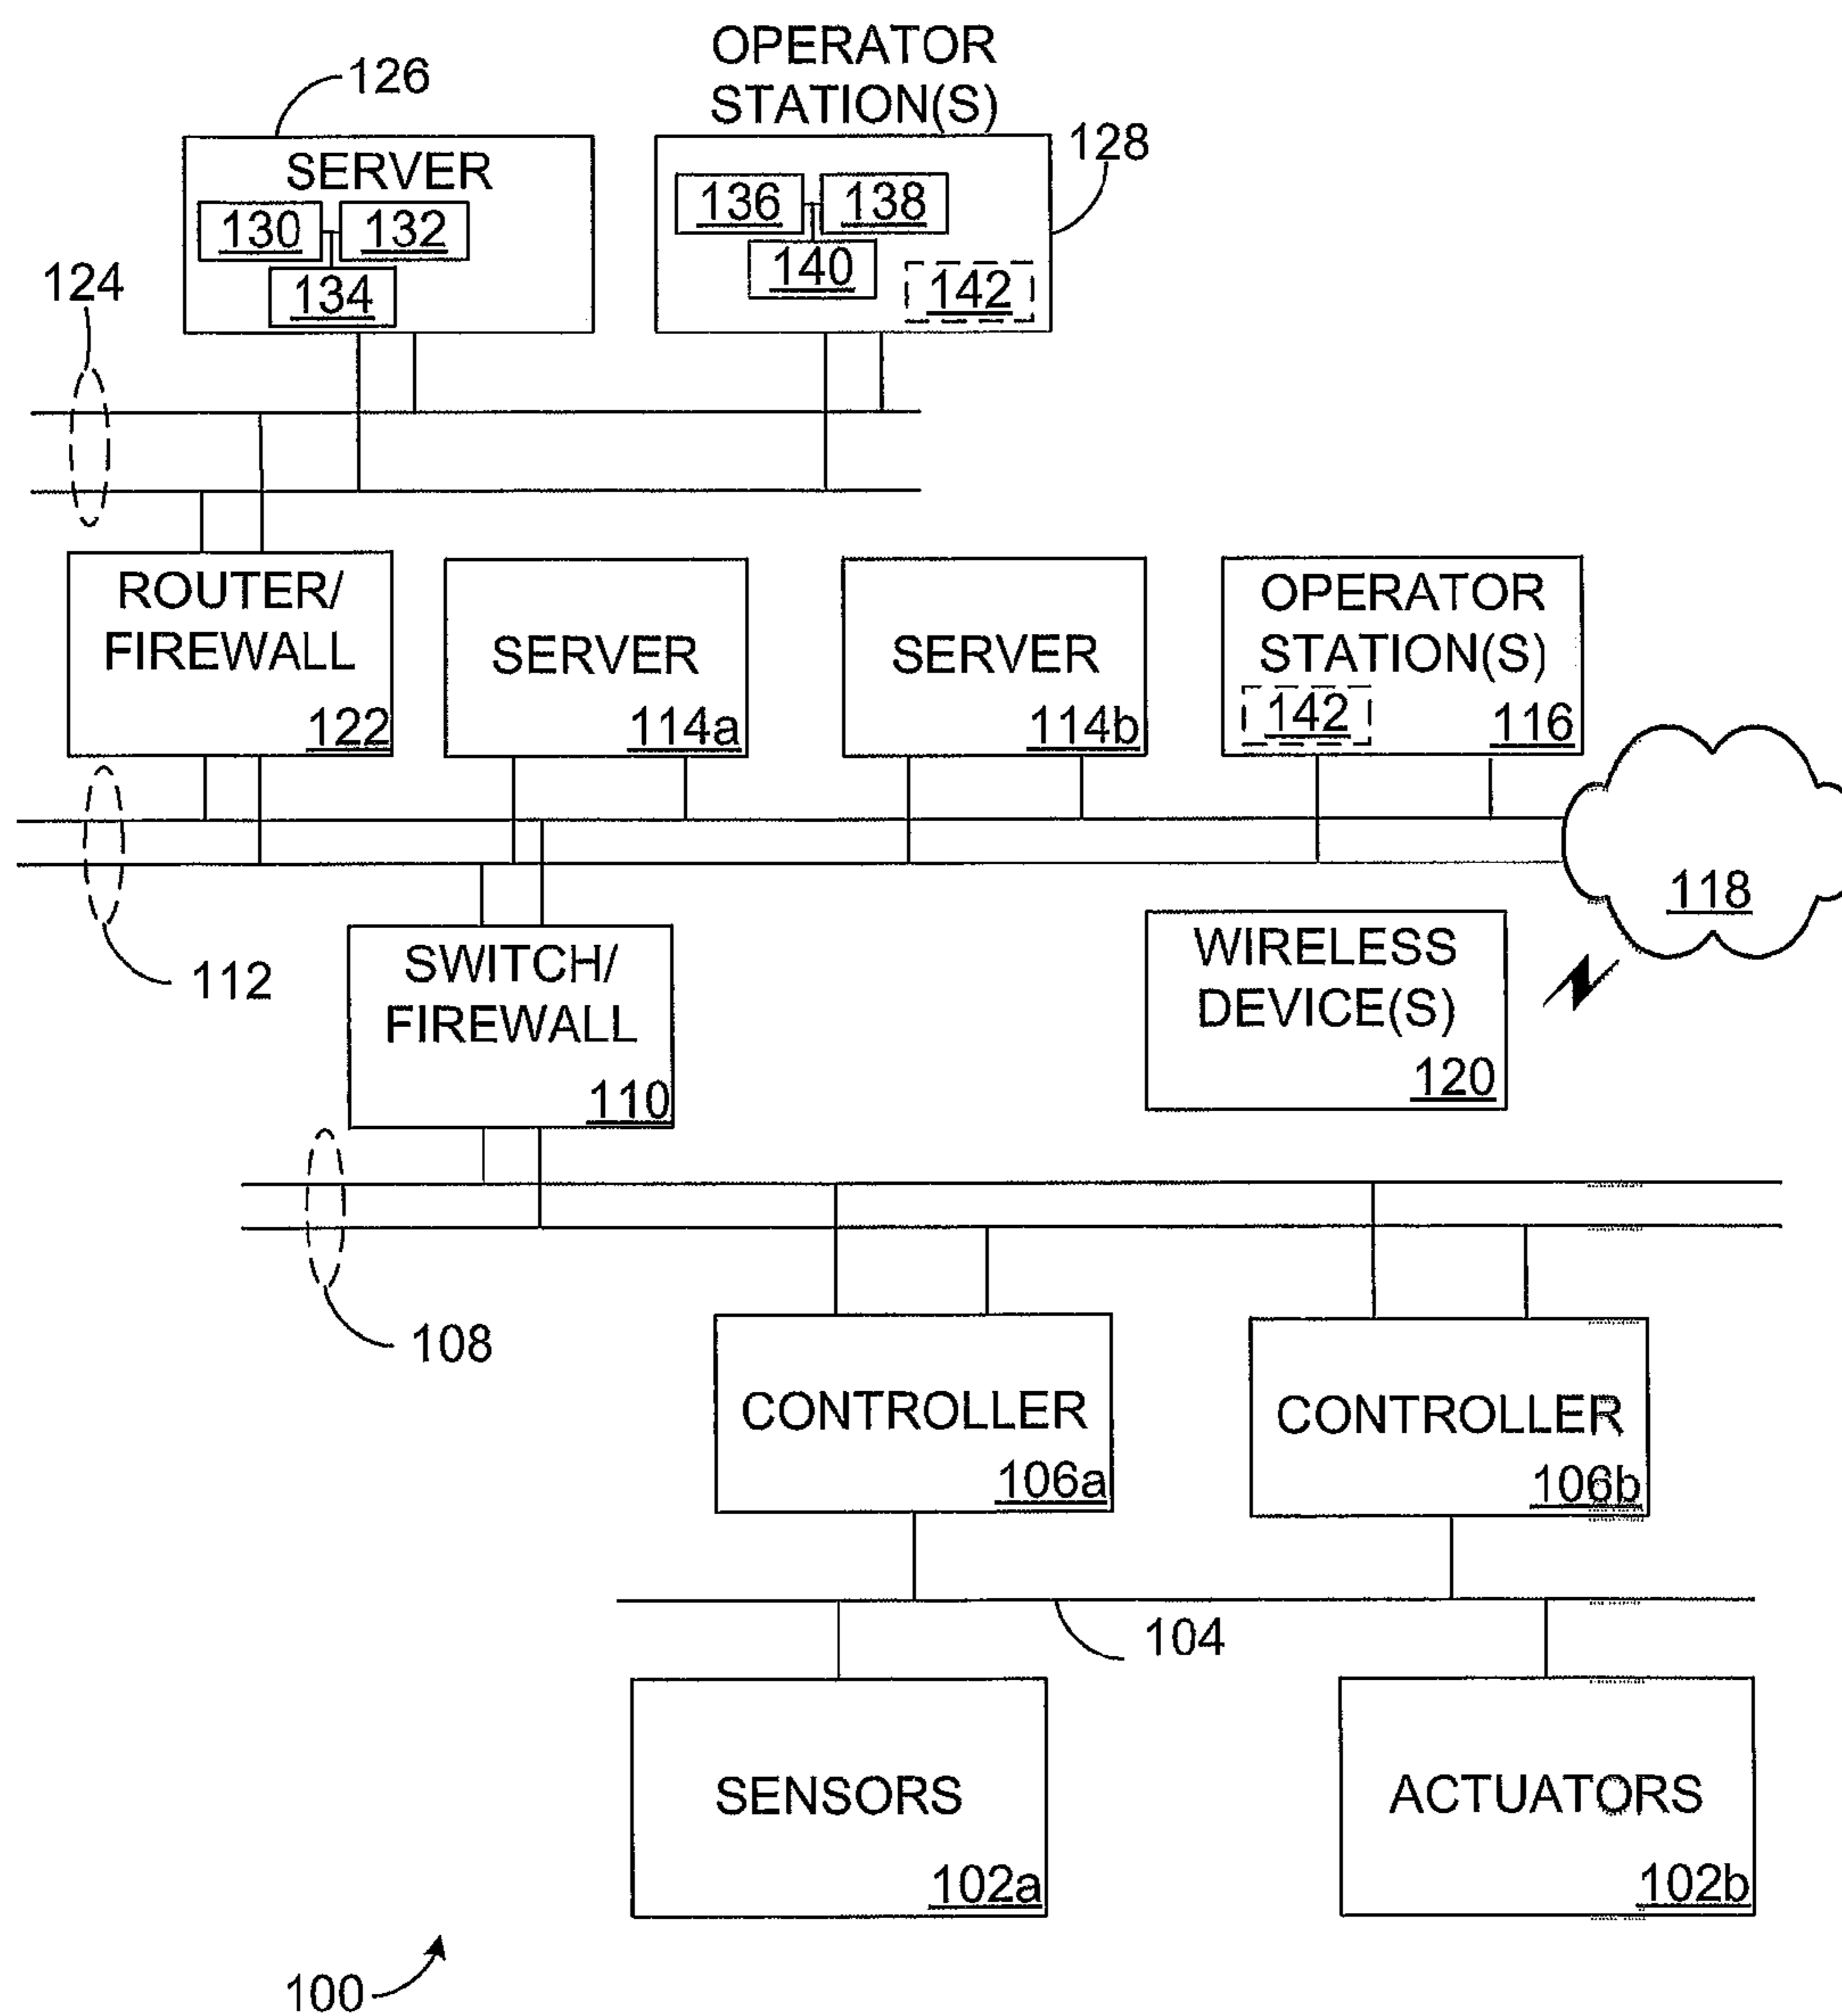 OPERATOR
STATION(S)
126
128
SERVER
130
132
134
136
138
140
142
124
ROUTER/
FIREWALL
122
SERVER
114a
SERVER
114b
OPERATOR
STATION(S)
142
116
118
112
SWITCH/
FIREWALL
110
WIRELESS
DEVICE(S)
120
108
CONTROLLER
106a
CONTROLLER
106b
104
SENSORS
102a
ACTUATORS
102b
100